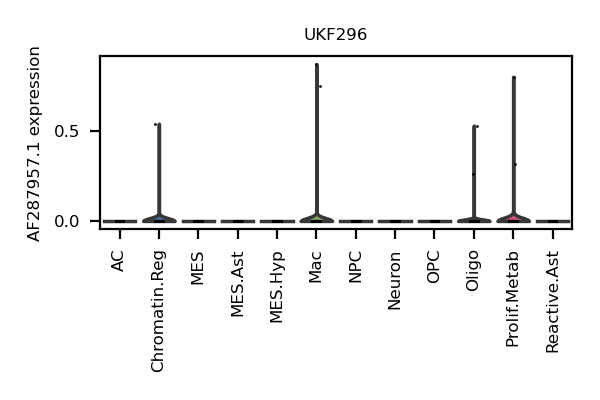 UKF296
AF287957.1 expression
0.5
0.0
AC
Chromatin.Reg
MES
MES.Ast
MES.Hyp
Mac
NPC
Neuron
OPC
Oligo
Prolif.Metab
Reactive.Ast